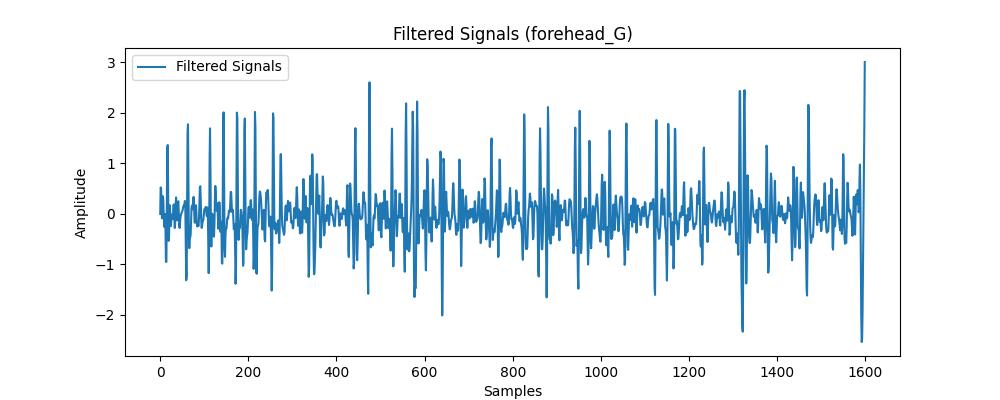 Filtered Signals (forehead_G)
Filtered Signals
3
2
1
0
−1
−2
Amplitude
0 200 400 600 800 1000 1200 1400 1600
Samples